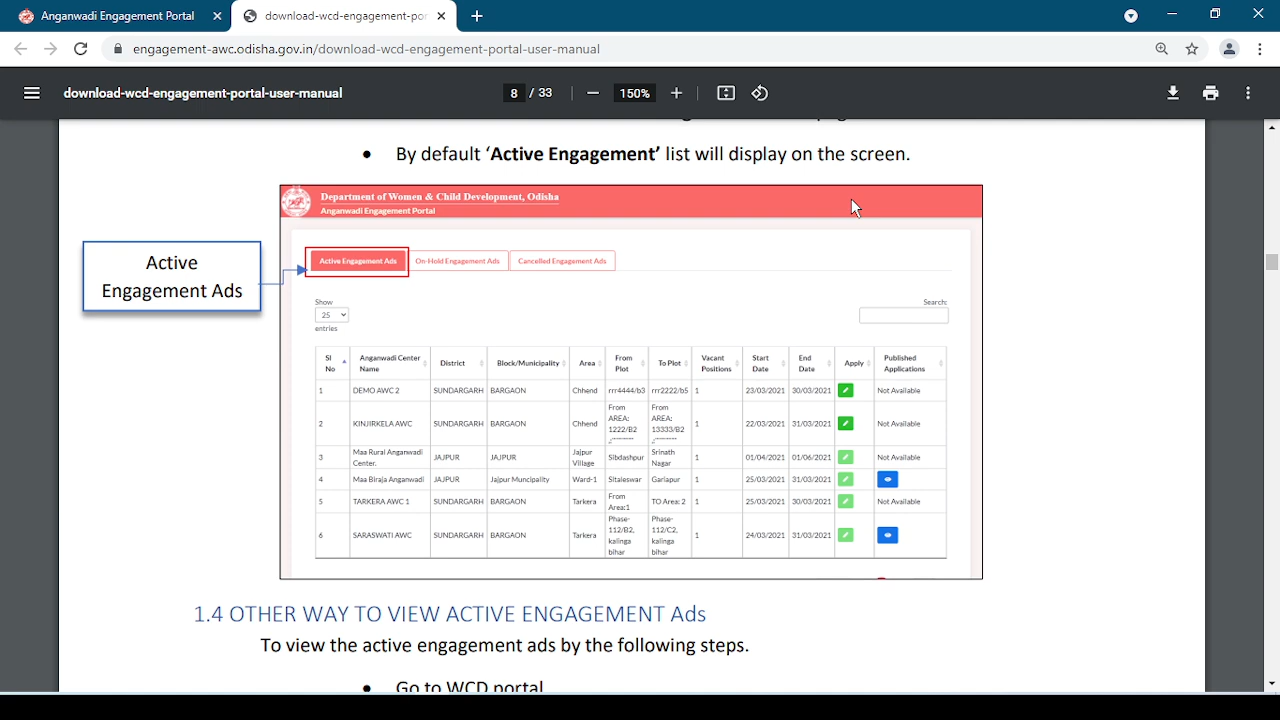 Anganwadi Engagement Portal
download-wcd-engagement-por
engagement-awc.odisha.gov.in/download-wcd-engagement-portal-user-manual
download-wcd-engagement-portal-user-manual
8 / 33
150%
• By default ‘Active Engagement’ list will display on the screen.
Department of Women & Child Development, Odisha
Anganwadi Engagement Portal
Active
Engagement Ads
Active Engagement Ads On-Hold Engagement Ads Cancelled Engagement Ads
Show
25
entries
Search:
Sl No Anganwadi Center Name District Block/Municipality Area From Plot To Plot Vacant Positions Start Date End Date Apply Published Applications
1 DEMO AWC 2 SUNDARGARH BARGAON Chhend rrr4444/b3 rrr2222/b5 1 23/03/2021 30/03/2021 Not Available
2 KINJIRKELA AWC SUNDARGARH BARGAON Chhend From AREA: 1222/B2 From AREA: 13333/B2 1 22/03/2021 31/03/2021 Not Available
3 Maa Rural Anganwadi Center. JAJPUR JAJPUR Jajpur Village Sibdashpur Srinath Nagar 1 01/04/2021 01/06/2021 Not Available
4 Maa Biraja Anganwadi JAJPUR Jajpur Muncipality Ward-1 Sitaleswar Gariapur 1 25/03/2021 31/03/2021
5 TARKERA AWC 1 SUNDARGARH BARGAON Tarkera From Area:1 TO Area: 2 1 25/03/2021 30/03/2021 Not Available
6 SARASWATI AWC SUNDARGARH BARGAON Tarkera Phase-112/B2, kalinga bihar Phase-112/C2, kalinga bihar 1 24/03/2021 31/03/2021
1.4 OTHER WAY TO VIEW ACTIVE ENGAGEMENT Ads
To view the active engagement ads by the following steps.
• Go to WCD portal